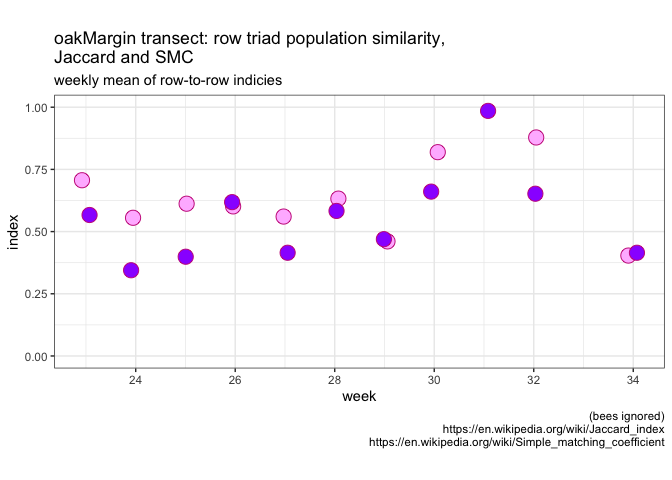 oakMargin transect: row triad population similarity,
Jaccard and SMC
weekly mean of row-to-row indicies
1.00
0.75
0.50
0.25
0.00
index
24 26 28 30 32 34
week
(bees ignored)
https://en.wikipedia.org/wiki/Jaccard_index
https://en.wikipedia.org/wiki/Simple_matching_coefficient